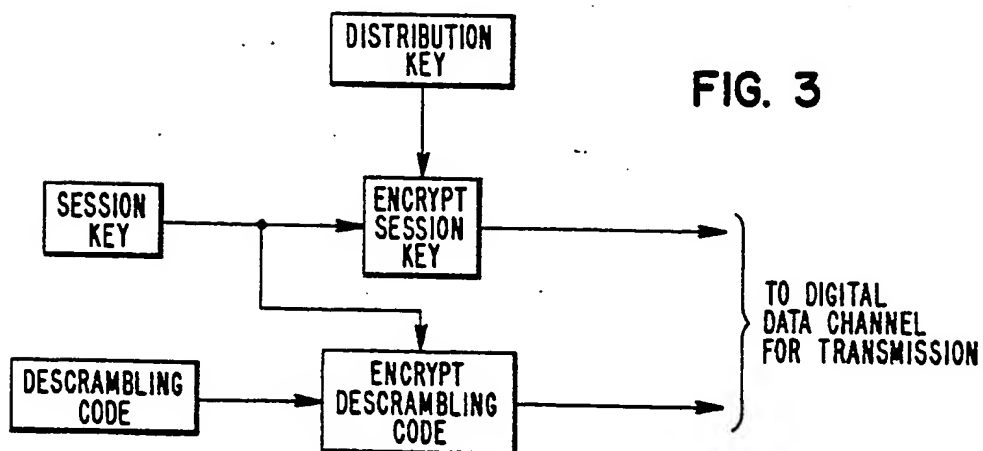 DISTRIBUTION
KEY
FIG. 3
SESSION
KEY
ENCRYPT
SESSION
KEY
TO DIGITAL
DATA CHANNEL
FOR TRANSMISSION
DESCRAMBLING
CODE
ENCRYPT
DESCRAMBLING
CODE